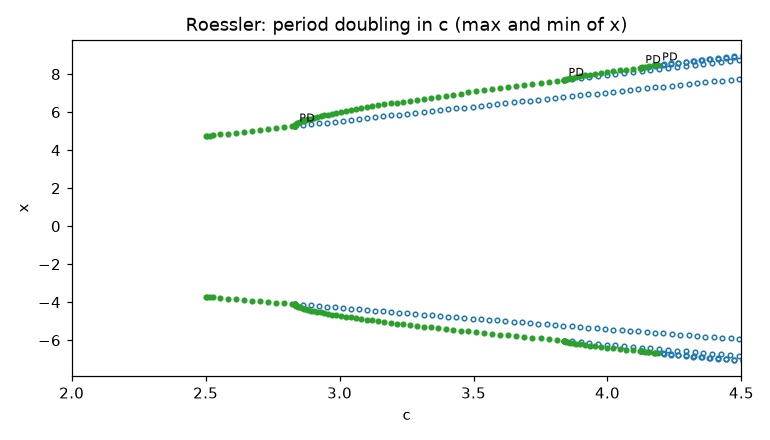 Roessler: period doubling in c (max and min of x)
x
8
6
4
2
0
−2
−4
−6
PD
PD
PD
PD
2.0 2.5 3.0 3.5 4.0 4.5
c